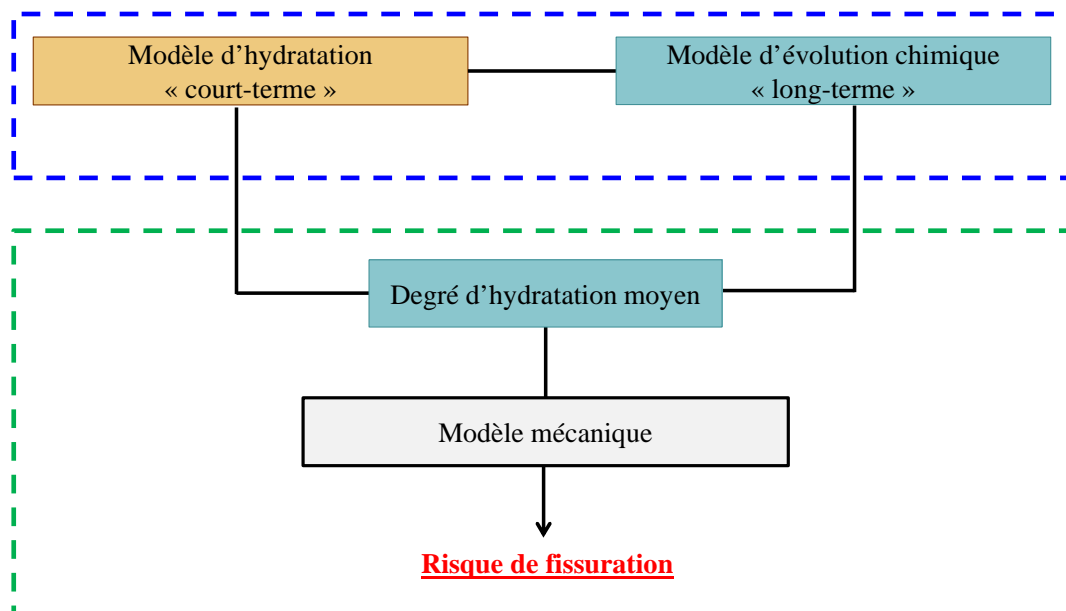 Modèle d’hydratation
« court-terme »
Modèle d’évolution chimique
« long-terme »
Degré d’hydratation moyen
Modèle mécanique
Risque de fissuration